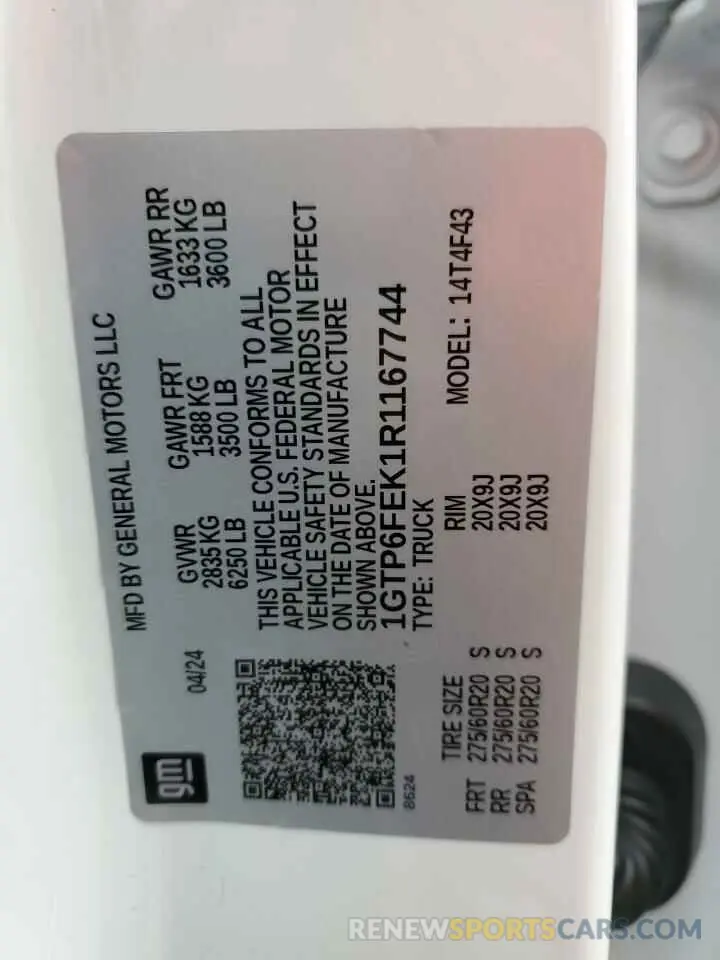 MFD BY GENERAL MOTORS LLC
gm
04/24
GVWR GAWR FRT GAWR RR
2835 KG 1588 KG 1633 KG
6250 LB 3500 LB 3600 LB
THIS VEHICLE CONFORMS TO ALL
APPLICABLE U.S. FEDERAL MOTOR
VEHICLE SAFETY STANDARDS IN EFFECT
ON THE DATE OF MANUFACTURE
SHOWN ABOVE.
1GTP6FEK1R1167744
8624
TYPE: TRUCK MODEL: 14T4F43
TIRE SIZE RIM
FRT 275/60R20 S 20X9J
RR 275/60R20 S 20X9J
SPA 275/60R20 S 20X9J
RENEWSPORTSCARS.COM